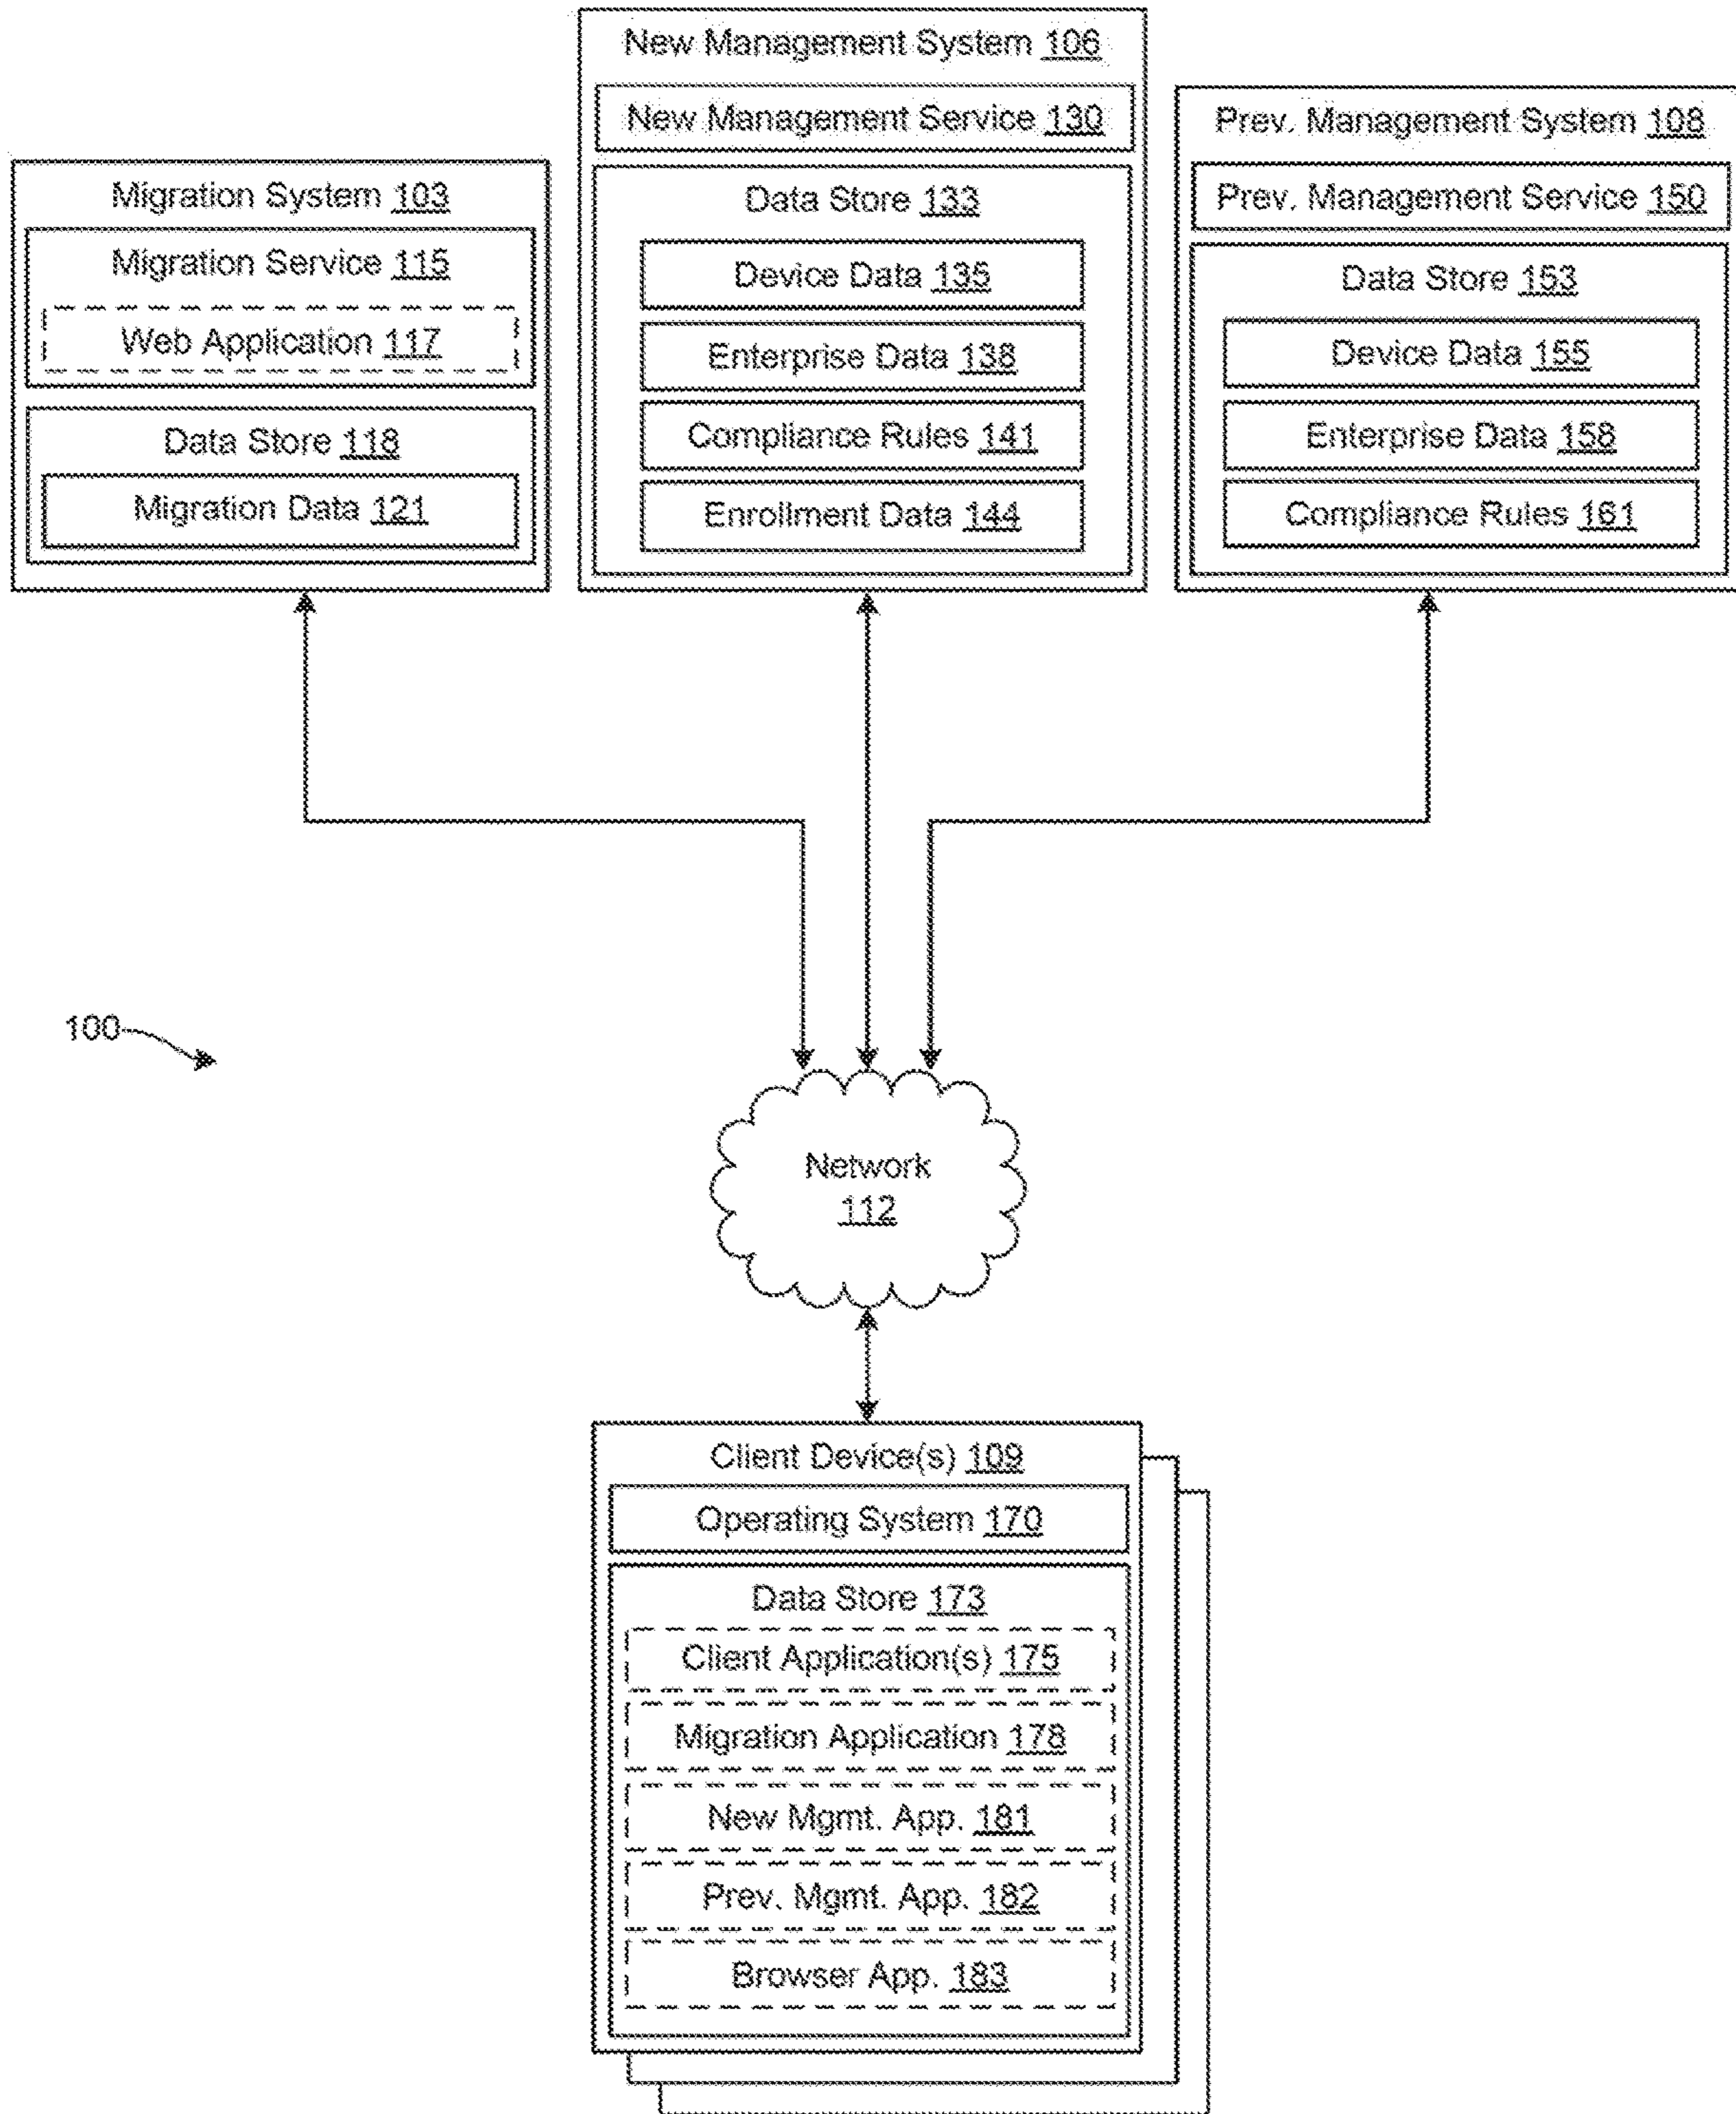 Migration System 103
Migration Service 115
Web Application 117
Data Store 118
Migration Data 121
New Management System 106
New Management Service 130
Data Store 133
Device Data 135
Enterprise Data 138
Compliance Rules 141
Enrollment Data 144
Prev. Management System 108
Prev. Management Service 150
Data Store 153
Device Data 155
Enterprise Data 158
Compliance Rules 161
100
Network
112
Client Device(s) 109
Operating System 170
Data Store 173
Client Application(s) 175
Migration Application 178
New Mgmt. App. 181
Prev. Mgmt. App. 182
Browser App. 183